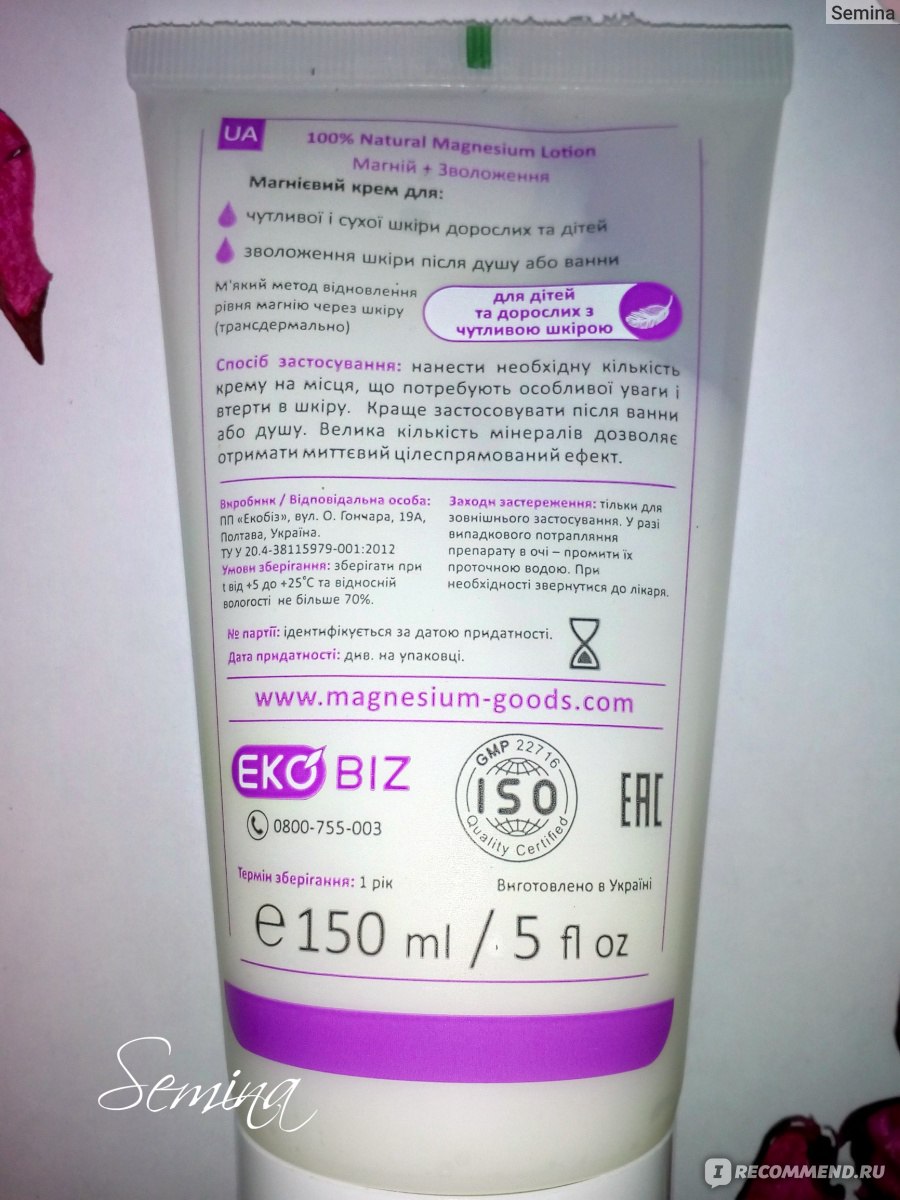 Semina
UA
100% Natural Magnesium Lotion
Магній + Зволоження
Магнієвий крем для:
чутливої і сухої шкіри дорослих та дітей
зволоження шкіри після душу або ванни
М'який метод відновлення
рівня магнію через шкіру
(трансдермально)
для дітей
та дорослих з
чутливою шкірою
Спосіб застосування: нанести необхідну кількість
крему на місця, що потребують особливої уваги і
втерти в шкіру. Краще застосовувати після ванни
або душу. Велика кількість мінералів дозволяє
отримати миттєвий цілеспрямований ефект.
Виробник / Відповідальна особа:
ПП «Екобіз», вул. О. Гончара, 19А,
Полтава, Україна.
ТУ У 20.4-38115979-001:2012
Умови зберігання: зберігати при
t від +5 до +25°С та відносній
вологості не більше 70%.
Заходи застереження: тільки для
зовнішнього застосування. У разі
випадкового потрапляння
препарату в очі – промити їх
проточною водою. При
необхідності звернутися до лікаря.
№ партії: ідентифікується за датою придатності.
Дата придатності: див. на упаковці.
www.magnesium-goods.com
EKO BIZ
0800-755-003
GMP 22716
ISO
Quality Certified
EAC
Термін зберігання: 1 рік
Виготовлено в Україні
e 150 ml / 5 fl oz
Semina
IRECOMMEND.RU